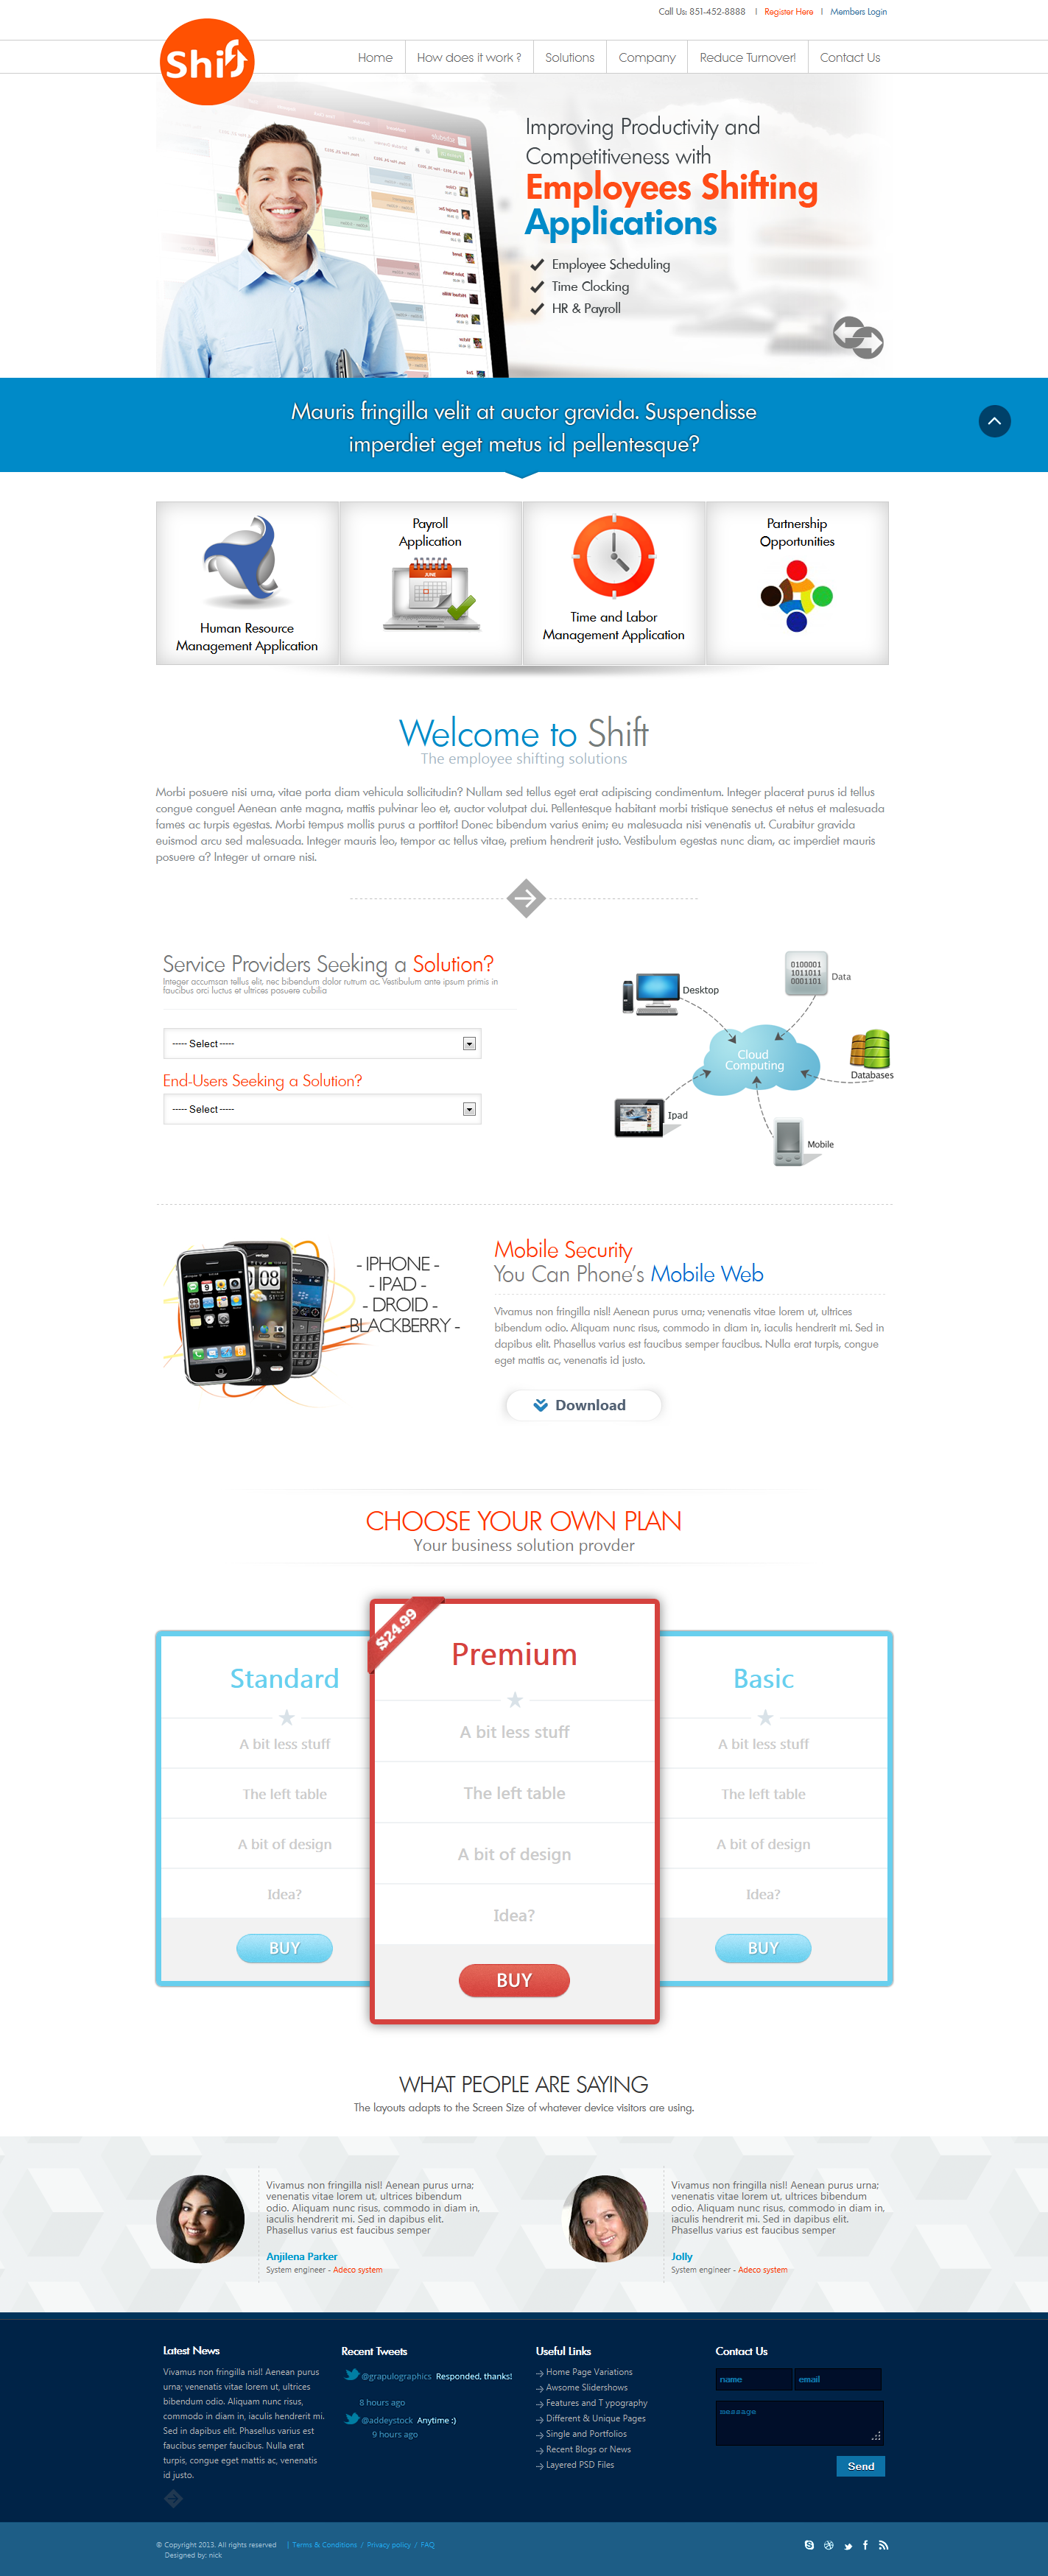 Call Us: 851-452-8888 | Register Here | Members Login
Shift
Home
How does it work ?
Solutions
Company
Reduce Turnover!
Contact Us
Improving Productivity and
Competitiveness with
Employees Shifting
Applications
Employee Scheduling
Time Clocking
HR & Payroll
Mauris fringilla velit at auctor gravida. Suspendisse
imperdiet eget metus id pellentesque?
Human Resource
Management Application
Payroll
Application
JUNE
Time and Labor
Management Application
Partnership
Opportunities
Welcome to Shift
The employee shifting solutions
Morbi posuere nisi urna, vitae porta diam vehicula sollicitudin? Nullam sed tellus eget erat adipiscing condimentum. Integer placerat purus id tellus
congue congue! Aenean ante magna, mattis pulvinar leo et, auctor volutpat dui. Pellentesque habitant morbi tristique senectus et netus et malesuada
fames ac turpis egestas. Morbi tempus mollis purus a porttitor! Donec bibendum varius enim; eu malesuada nisi venenatis ut. Curabitur gravida
euismod arcu sed malesuada. Integer mauris leo, tempor ac tellus vitae, pretium hendrerit justo. Vestibulum egestas nunc diam, ac imperdiet mauris
posuere a? Integer ut ornare nisi.
Service Providers Seeking a Solution?
Integer accumsan tellus elit, nec bibendum dolor rutrum ac. Vestibulum ante ipsum primis in
faucibus orci luctus et ultrices posuere cubilia
----- Select -----
End-Users Seeking a Solution?
----- Select -----
Desktop
0100001
1011011
0001101
Data
Cloud
Computing
Databases
Ipad
Mobile
- IPHONE -
- IPAD -
- DROID -
- BLACKBERRY -
Mobile Security
You Can Phone's Mobile Web
Vivamus non fringilla nisl! Aenean purus urna; venenatis vitae lorem ut, ultrices
bibendum odio. Aliquam nunc risus, commodo in diam in, iaculis hendrerit mi. Sed in
dapibus elit. Phasellus varius est faucibus semper faucibus. Nulla erat turpis, congue
eget mattis ac, venenatis id justo.
Download
CHOOSE YOUR OWN PLAN
Your business solution provder
Standard
A bit less stuff
The left table
A bit of design
Idea?
BUY
$24.99
Premium
A bit less stuff
The left table
A bit of design
Idea?
BUY
Basic
A bit less stuff
The left table
A bit of design
Idea?
BUY
WHAT PEOPLE ARE SAYING
The layouts adapts to the Screen Size of whatever device visitors are using.
Vivamus non fringilla nisl! Aenean purus urna;
venenatis vitae lorem ut, ultrices bibendum
odio. Aliquam nunc risus, commodo in diam in,
iaculis hendrerit mi. Sed in dapibus elit.
Phasellus varius est faucibus semper
Anjilena Parker
System engineer - Adeco system
Vivamus non fringilla nisl! Aenean purus urna;
venenatis vitae lorem ut, ultrices bibendum
odio. Aliquam nunc risus, commodo in diam in,
iaculis hendrerit mi. Sed in dapibus elit.
Phasellus varius est faucibus semper
Jolly
System engineer - Adeco system
Latest News
Vivamus non fringilla nisl! Aenean purus
urna; venenatis vitae lorem ut, ultrices
bibendum odio. Aliquam nunc risus,
commodo in diam in, iaculis hendrerit mi.
Sed in dapibus elit. Phasellus varius est
faucibus semper faucibus. Nulla erat
turpis, congue eget mattis ac, venenatis
id justo.
Recent Tweets
@grapulographics Responded, thanks!
8 hours ago
@addeystock Anytime :)
9 hours ago
Useful Links
Home Page Variations
Awsome Slidershows
Features and T ypography
Different & Unique Pages
Single and Portfolios
Recent Blogs or News
Layered PSD Files
Contact Us
name
email
message
Send
© Copyright 2013. All rights reserved | Terms & Conditions / Privacy policy / FAQ
Designed by: nick